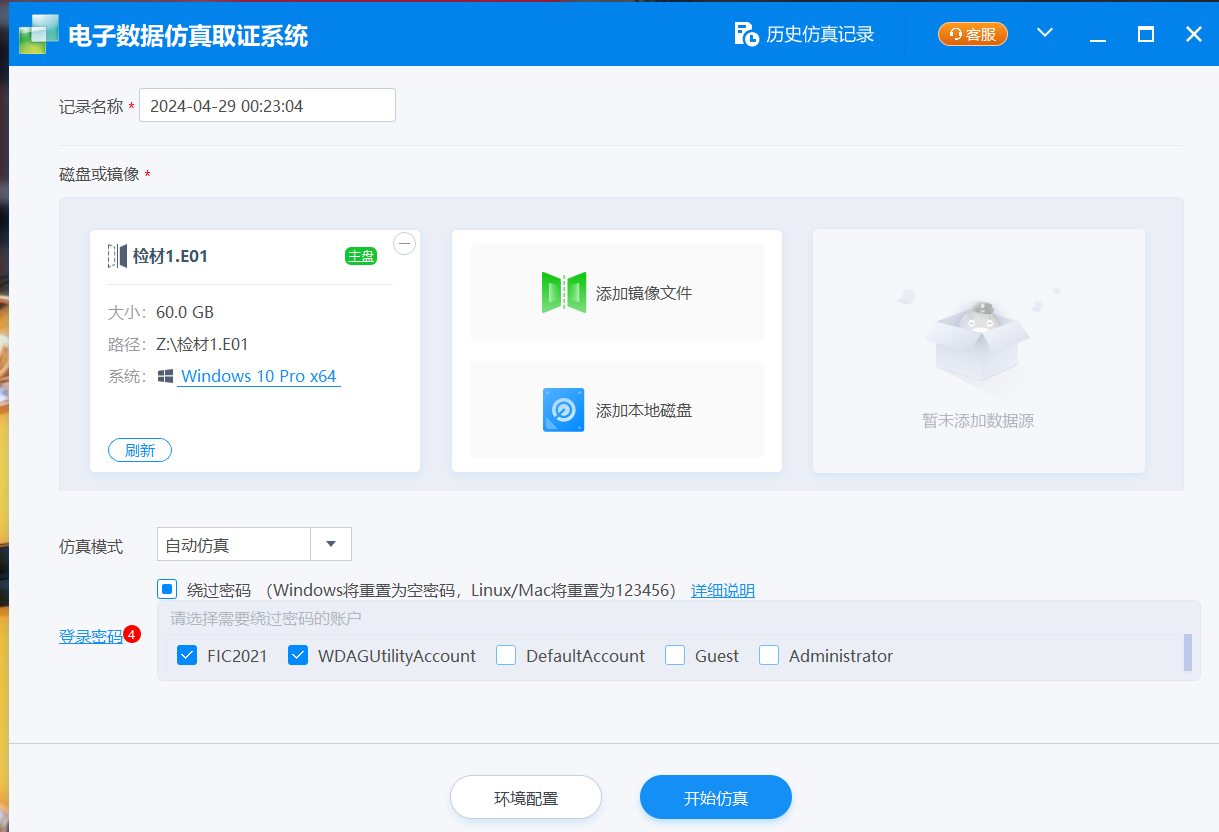 电子数据仿真取证系统
历史仿真记录
客服
记录名称 * 2024-04-29 00:23:04
磁盘或镜像 *
检材1.E01 主盘
大小： 60.0 GB
路径： Z:\检材1.E01
系统： Windows 10 Pro x64
刷新
添加镜像文件
添加本地磁盘
暂未添加数据源
仿真模式 自动仿真
绕过密码 （Windows将重置为空密码，Linux/Mac将重置为123456） 详细说明
请选择需要绕过密码的账户
登录密码 4
FIC2021 WDAGUtilityAccount DefaultAccount Guest Administrator
环境配置 开始仿真